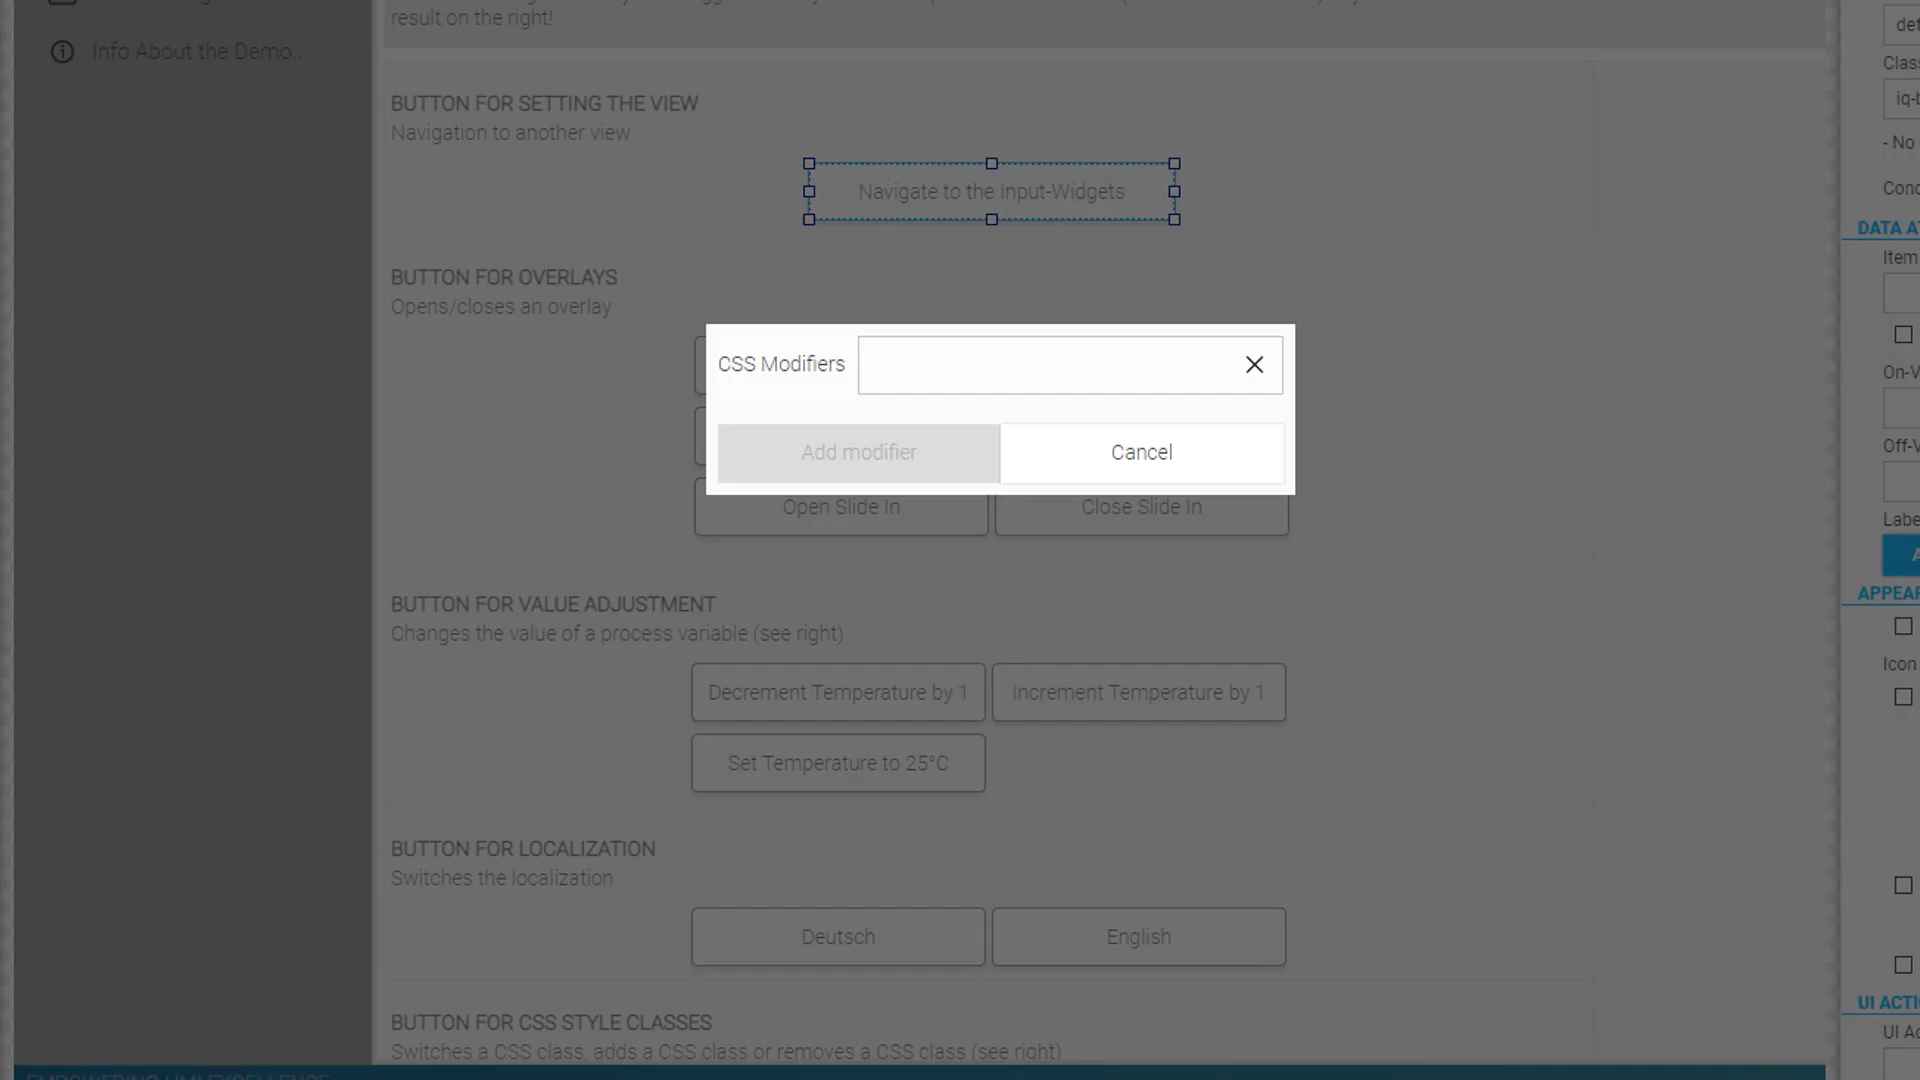 result on the right!
Info About the Demo...
BUTTON FOR SETTING THE VIEW
Navigation to another view
Navigate to the Input-Widgets
BUTTON FOR OVERLAYS
Opens/closes an overlay
CSS Modifiers
Add modifier
Cancel
Open Slide In
Close Slide In
BUTTON FOR VALUE ADJUSTMENT
Changes the value of a process variable (see right)
Decrement Temperature by 1
Increment Temperature by 1
Set Temperature to 25°C
BUTTON FOR LOCALIZATION
Switches the localization
Deutsch
English
BUTTON FOR CSS STYLE CLASSES
Switches a CSS class, adds a CSS class or removes a CSS class (see right)
- No
DATA
Item
On-V
Off-V
Icon